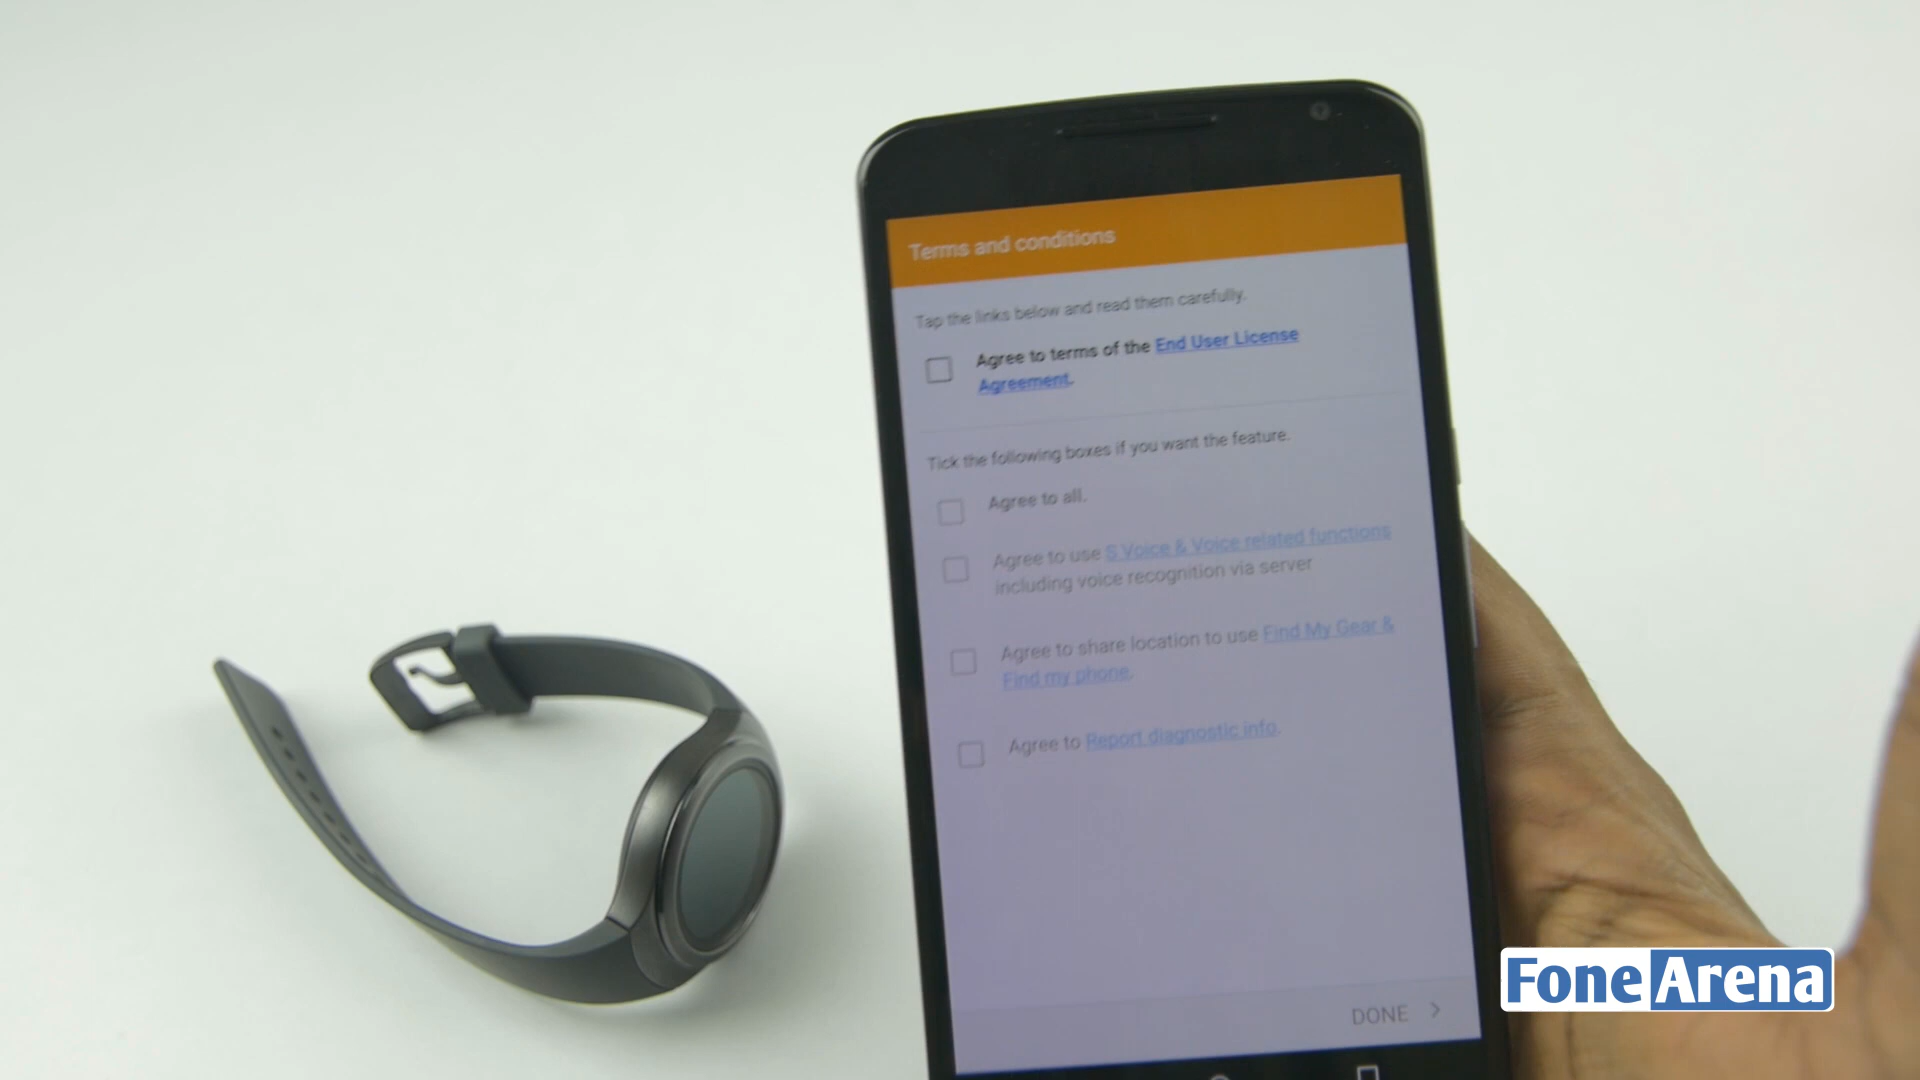 Terms and conditions
Tap the links below and read them carefully.
Agree to terms of the End User License
Agreement.
Tick the following boxes if you want the feature.
Agree to all.
Agree to use S Voice & Voice related functions
including voice recognition via server
Agree to share location to use Find My Gear &
Find my phone.
Agree to Report diagnostic info.
DONE >
FoneArena